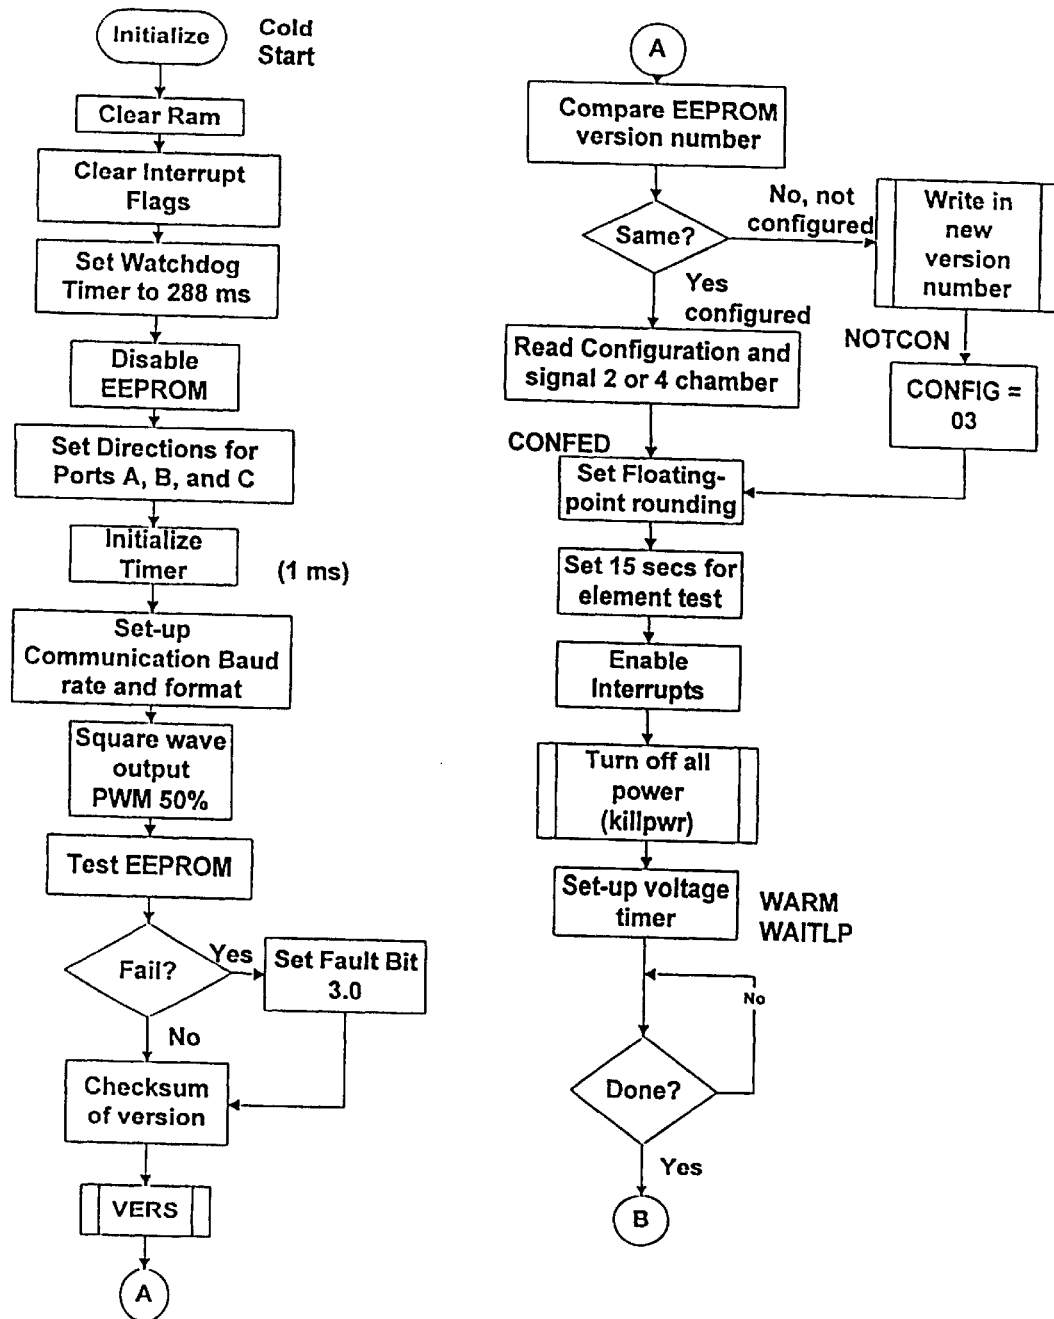 Initialize
Cold
Start
Clear Ram
Clear Interrupt
Flags
Set Watchdog
Timer to 288 ms
Disable
EEPROM
Set Directions for
Ports A, B, and C
Initialize
Timer
(1 ms)
Set-up
Communication Baud
rate and format
Square wave
output
PWM 50%
Test EEPROM
Fail?
Yes
Set Fault Bit
3.0
No
Checksum
of version
VERS
A
A
Compare EEPROM
version number
Same?
No, not
configured
Write in
new
version
number
Yes
configured
NOTCON
Read Configuration and
signal 2 or 4 chamber
CONFIG =
03
CONFED
Set Floating-
point rounding
Set 15 secs for
element test
Enable
Interrupts
Turn off all
power
(killpwr)
Set-up voltage
timer
WARM
WAITLP
No
Done?
Yes
B